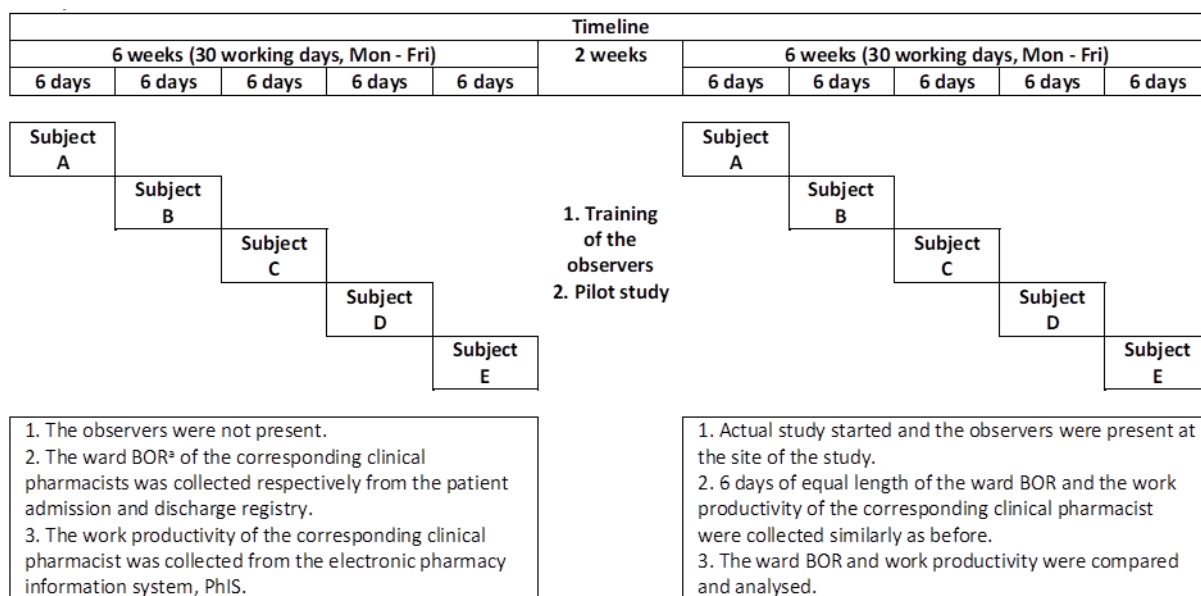 Timeline
6 weeks (30 working days, Mon - Fri) 2 weeks 6 weeks (30 working days, Mon - Fri)
6 days 6 days 6 days 6 days 6 days 6 days 6 days 6 days 6 days 6 days
Subject
A
Subject
B
Subject
C
Subject
D
Subject
E
1. Training
of the
observers
2. Pilot study
Subject
A
Subject
B
Subject
C
Subject
D
Subject
E
1. The observers were not present.
2. The ward BORᵃ of the corresponding clinical
pharmacists was collected respectively from the patient
admission and discharge registry.
3. The work productivity of the corresponding clinical
pharmacist was collected from the electronic pharmacy
information system, PhIS.
1. Actual study started and the observers were present at
the site of the study.
2. 6 days of equal length of the ward BOR and the work
productivity of the corresponding clinical pharmacist
were collected similarly as before.
3. The ward BOR and work productivity were compared
and analysed.